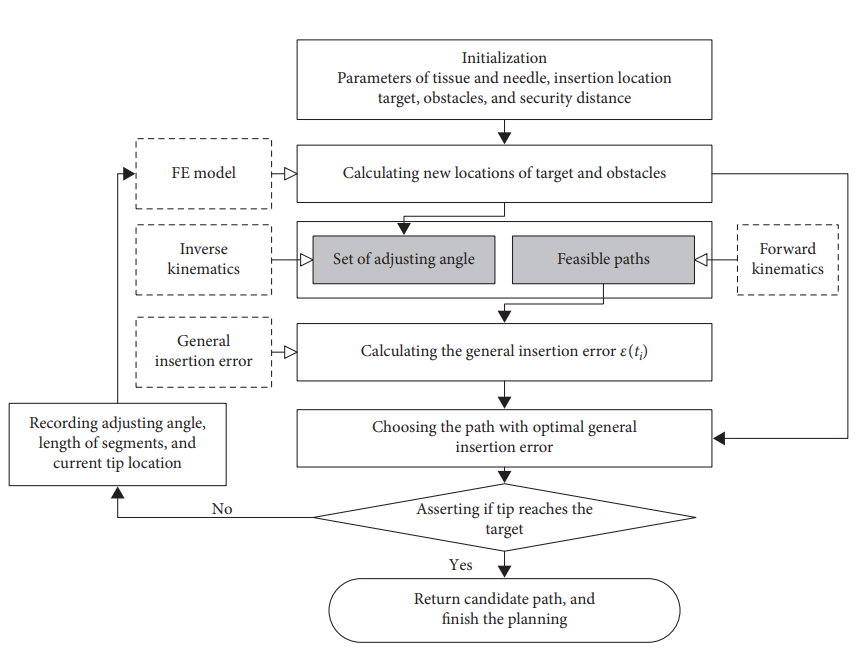 Initialization
Parameters of tissue and needle, insertion location
target, obstacles, and security distance
FE model
Calculating new locations of target and obstacles
Inverse
kinematics
Set of adjusting angle
Feasible paths
Forward
kinematics
General
insertion error
Calculating the general insertion error ε(tᵢ)
Recording adjusting angle,
length of segments, and
current tip location
Choosing the path with optimal general
insertion error
Asserting if tip reaches the
target
No
Yes
Return candidate path, and
finish the planning